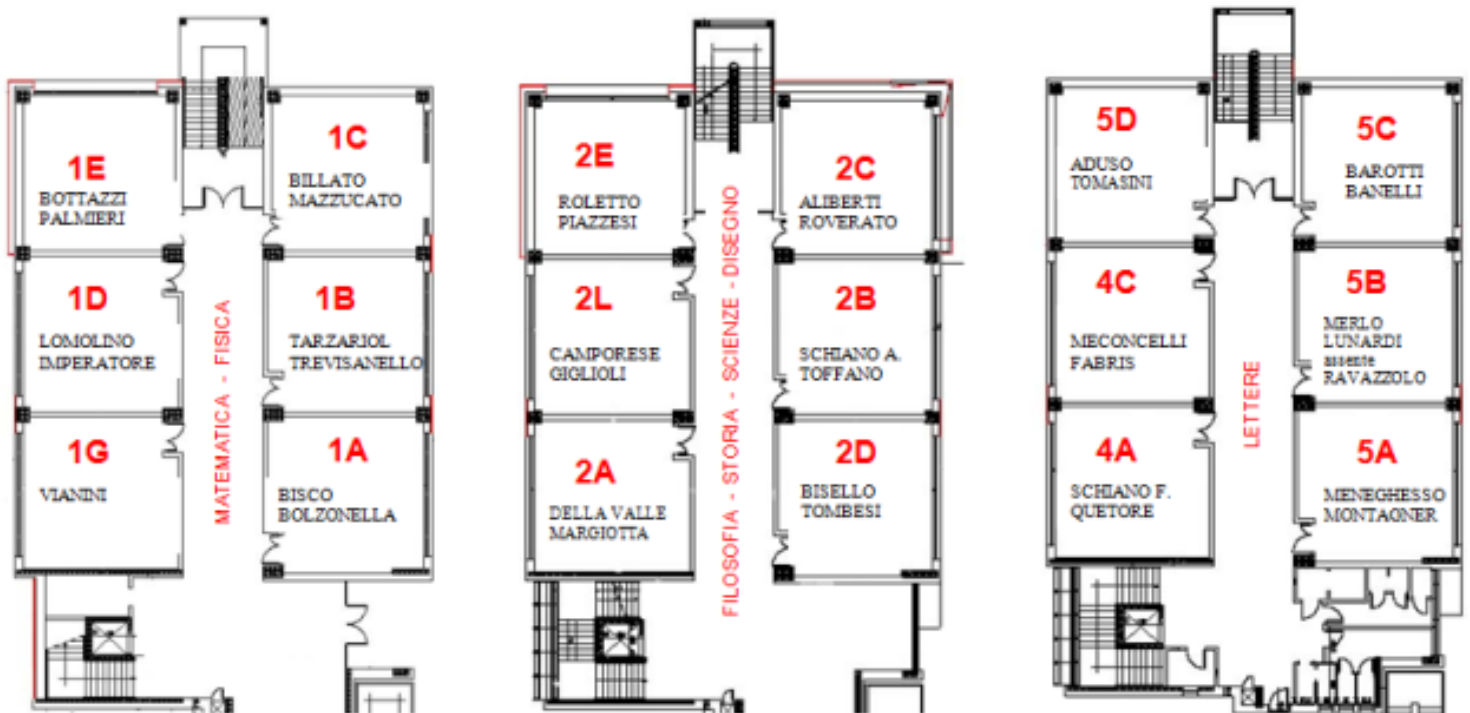 1E
BOTTAZZI
PALMIERI
1C
BILLATO
MAZZUCATO
1D
LOMOLINO
IMPERATORE
1B
TARZARIOL
TREVISANELLO
1G
VIANINI
1A
BISCO
BOLZONELLA
MATEMATICA - FISICA
2E
ROLETTO
PIAZZESI
2C
ALIBERTI
ROVERATO
2L
CAMPORESE
GIGLIOLI
2B
SCHIANO A.
TOFFANO
2A
DELLA VALLE
MARGIOTTA
2D
BISELLO
TOMBESI
FILOSOFIA - STORIA - SCIENZE - DISEGNO
5D
ADUSO
TOMASINI
5C
BAROTTI
BANELLI
4C
MECONCELLI
FABRIS
5B
MERLO
LUNARDI
assente
RAVAZZOLO
4A
SCHIANO F.
QUETORE
5A
MENEGHESSO
MONTAGNER
LETTERE